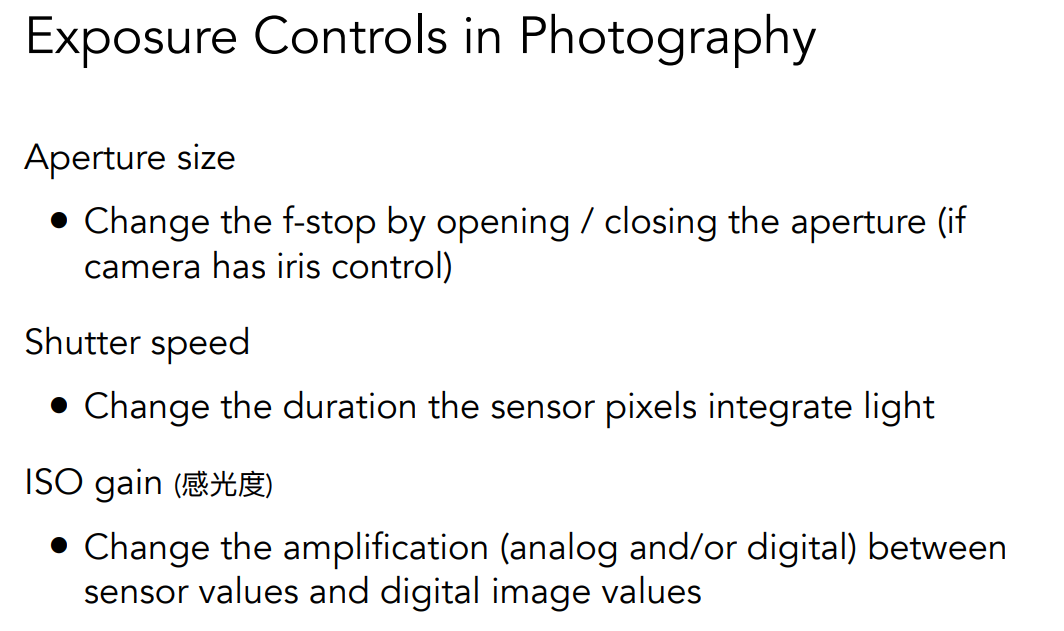 Exposure Controls in Photography
Aperture size
● Change the f-stop by opening / closing the aperture (if
camera has iris control)
Shutter speed
● Change the duration the sensor pixels integrate light
ISO gain (感光度)
● Change the amplification (analog and/or digital) between
sensor values and digital image values